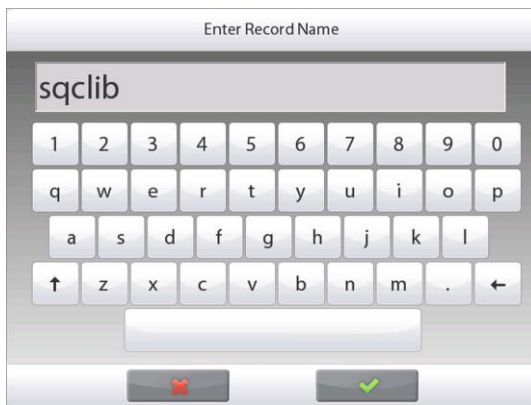 Enter Record Name
sqclib
1 2 3 4 5 6 7 8 9 0
q w e r t y u i o p
a s d f g h j k l
↑ z x c v b n m . ←